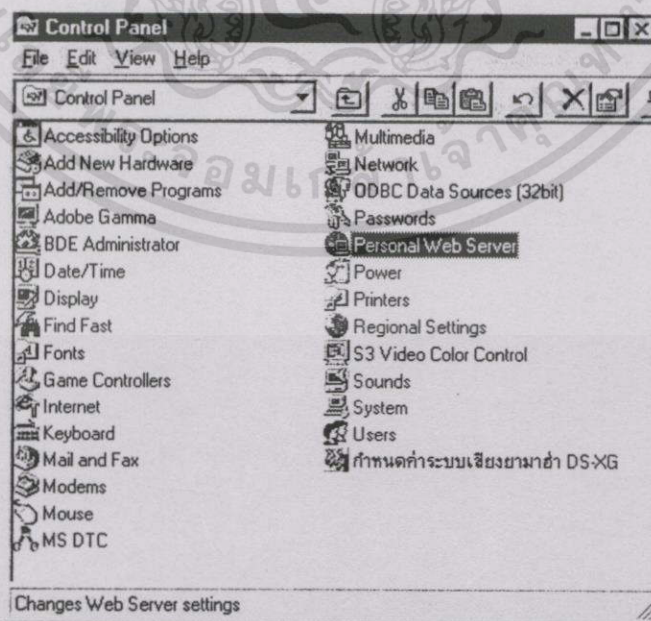 Control Panel
File Edit View Help
Control Panel
Accessibility Options
Add New Hardware
Add/Remove Programs
Adobe Gamma
BDE Administrator
Date/Time
Display
Find Fast
Fonts
Game Controllers
Internet
Keyboard
Mail and Fax
Modems
Mouse
MS DTC
Multimedia
Network
ODBC Data Sources (32bit)
Passwords
Personal Web Server
Power
Printers
Regional Settings
S3 Video Color Control
Sounds
System
Users
กำหนดค่าระบบเสียงยามาฮ่า DS-XG
Changes Web Server settings